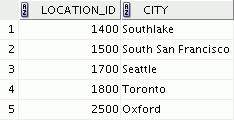 LOCATION_ID CITY
1 1400 Southlake
2 1500 South San Francisco
3 1700 Seattle
4 1800 Toronto
5 2500 Oxford